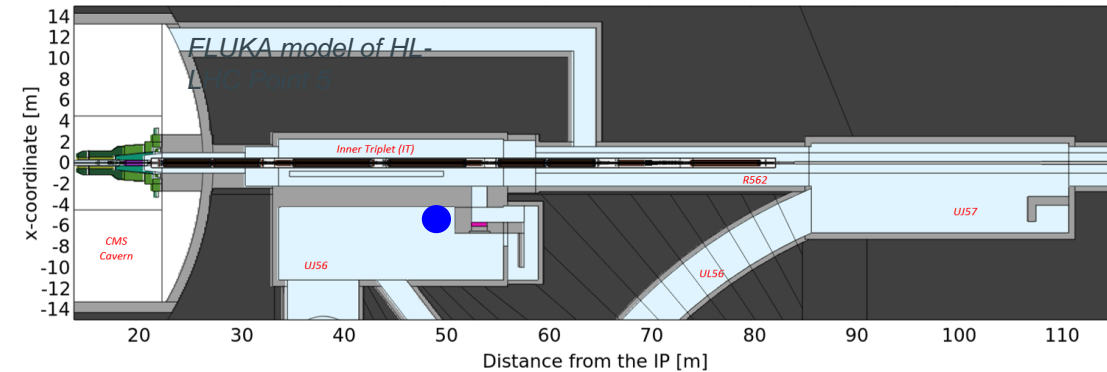 FLUKA model of HL-
LHC Point 5
14
12
10
8
6
4
2
0
-2
-4
-6
-8
-10
-12
-14
x-coordinate [m]
Inner Triplet (IT)
R562
CMS
Cavern
UJ56
UL56
UJ57
20 30 40 50 60 70 80 90 100 110
Distance from the IP [m]